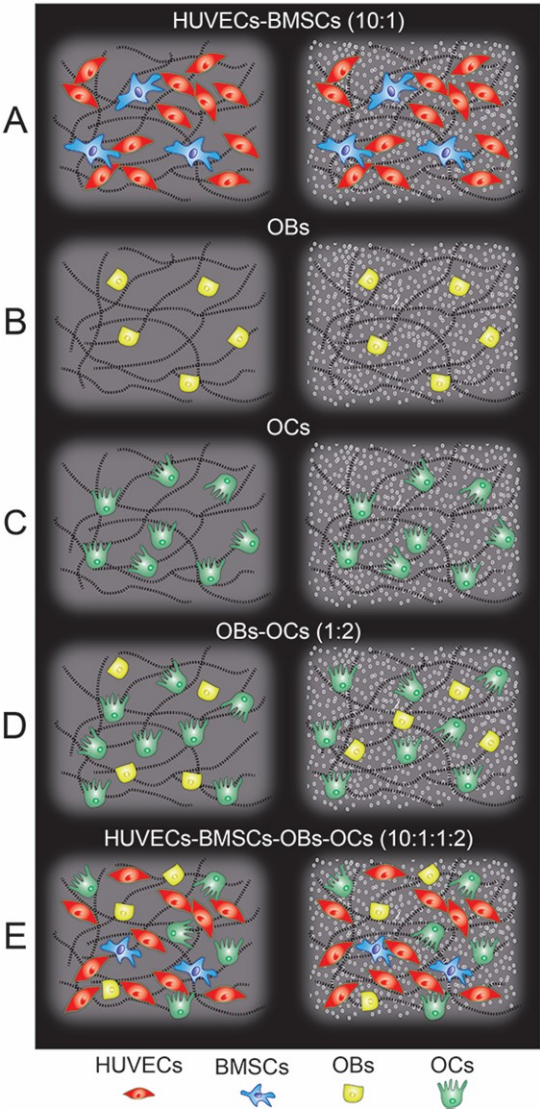 HUVECs-BMSCs (10:1)
A
OBs
B
OCs
C
OBs-OCs (1:2)
D
HUVECs-BMSCs-OBs-OCs (10:1:1:2)
E
HUVECs BMSCs OBs OCs